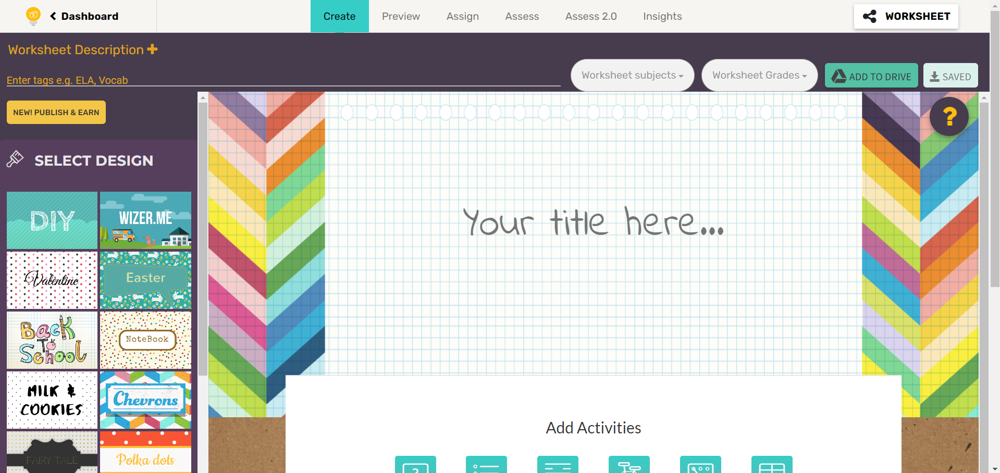 Dashboard
Create
Preview
Assign
Assess
Assess 2.0
Insights
WORKSHEET
Worksheet Description
Enter tags e.g. ELA, Vocab
Worksheet subjects
Worksheet Grades
ADD TO DRIVE
SAVED
NEW! PUBLISH & EARN
?
SELECT DESIGN
DIY
WIZER.ME
Valentine
Easter
Back
To
School
NoteBook
MILK &
COOKIES
Chevrons
FAIRY TALE
Polka dots
Your title here...
Add Activities
?